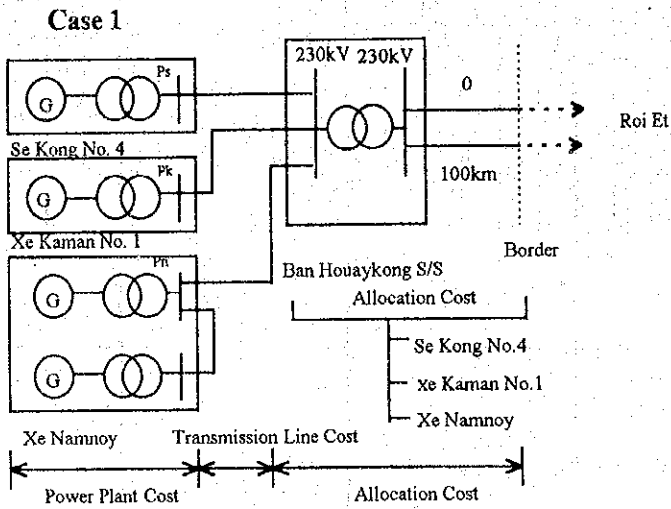 Case 1
230kV 230kV
Ps
G
0
Roi Et
Se Kong No. 4
Pk
G
100km
Xe Kaman No. 1
Border
Pn
Ban Houaykong S/S
G
Allocation Cost
Se Kong No.4
xe Kaman No.1
G
Xe Namnoy
Xe Namnoy
Transmission Line Cost
Power Plant Cost
Allocation Cost